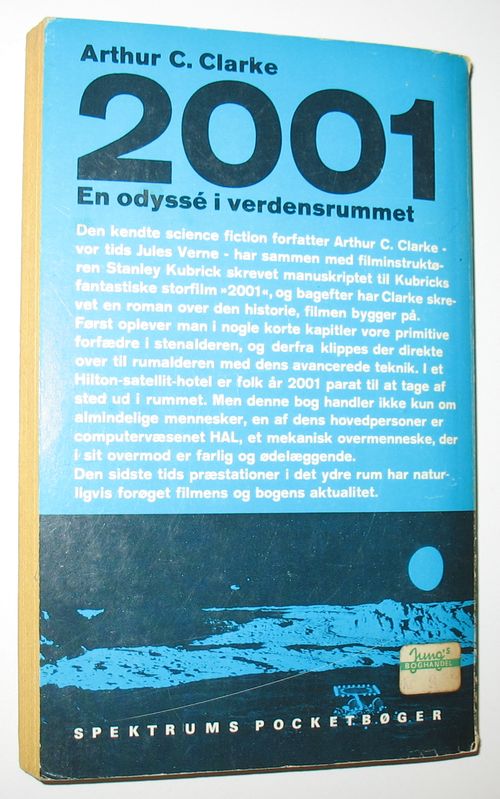 Arthur C. Clarke
2001
En odyssé i verdensrummet
Den kendte science fiction forfatter Arthur C. Clarke -
vor tids Jules Verne - har sammen med filminstruktø-
ren Stanley Kubrick skrevet manuskriptet til Kubricks
fantastiske storfilm »2001«, og bagefter har Clarke skre-
vet en roman over den historie, filmen bygger på.
Først oplever man i nogle korte kapitler vore primitive
forfædre i stenalderen, og derfra klippes der direkte
over til rumalderen med dens avancerede teknik. I et
Hilton-satellit-hotel er folk år 2001 parat til at tage af
sted ud i rummet. Men denne bog handler ikke kun om
almindelige mennesker, en af dens hovedpersoner er
computervæsenet HAL, et mekanisk overmenneske, der
i sit overmod er farlig og ødelæggende.
Den sidste tids præstationer i det ydre rum har natur-
ligvis forøget filmens og bogens aktualitet.
Jung's
BOGHANDEL
SPEKTRUMS POCKETBØGER